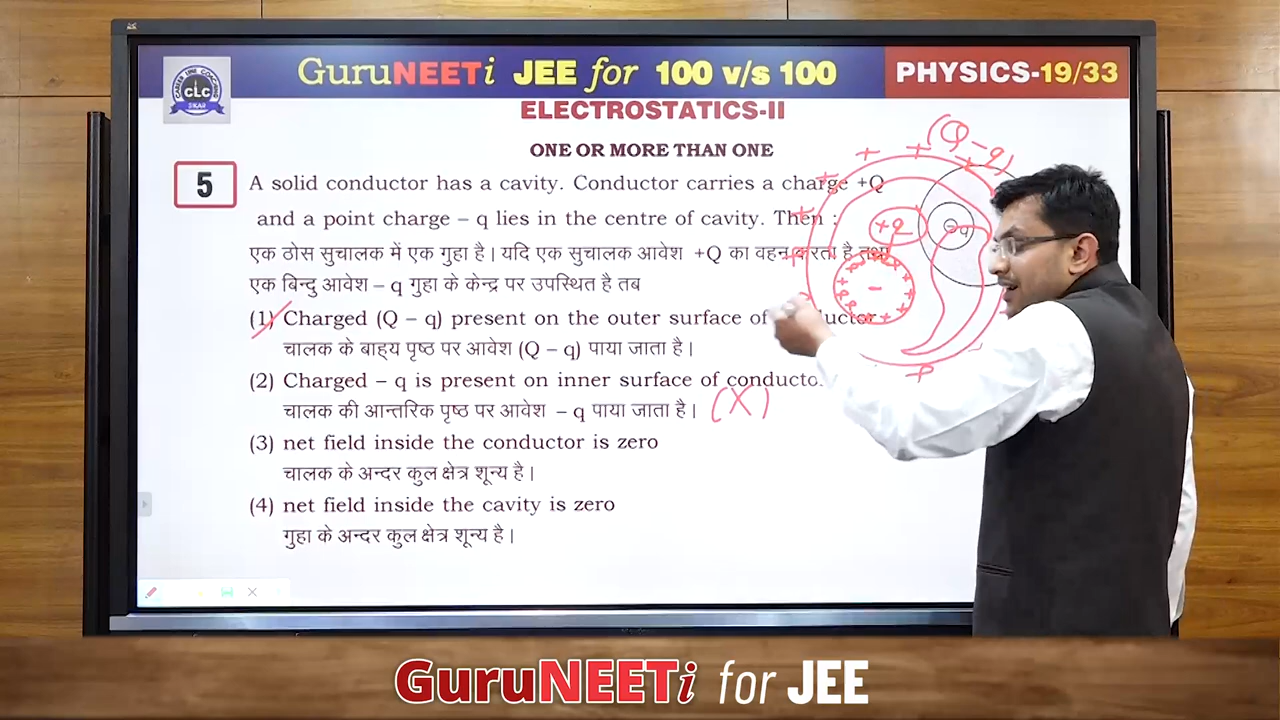 GuruNEETi JEE for 100 v/s 100
PHYSICS-19/33
CAREER LINE COACHING
CLC
SIKAR
ELECTROSTATICS-II
ONE OR MORE THAN ONE
(Q-q)
5
A solid conductor has a cavity. Conductor carries a charge +Q
and a point charge – q lies in the centre of cavity. Then :
+q
-q
एक ठोस सुचालक में एक गुहा है। यदि एक सुचालक आवेश +Q का वहन करता है तथा
एक बिन्दु आवेश – q गुहा के केन्द्र पर उपस्थित है तब
(1) Charged (Q – q) present on the outer surface of
चालक के बाह्य पृष्ठ पर आवेश (Q – q) पाया जाता है।
(2) Charged – q is present on inner surface of
चालक की आन्तरिक पृष्ठ पर आवेश – q पाया जाता है। (X)
(3) net field inside the conductor is zero
चालक के अन्दर कुल क्षेत्र शून्य है।
(4) net field inside the cavity is zero
गुहा के अन्दर कुल क्षेत्र शून्य है।
GuruNEETi for JEE